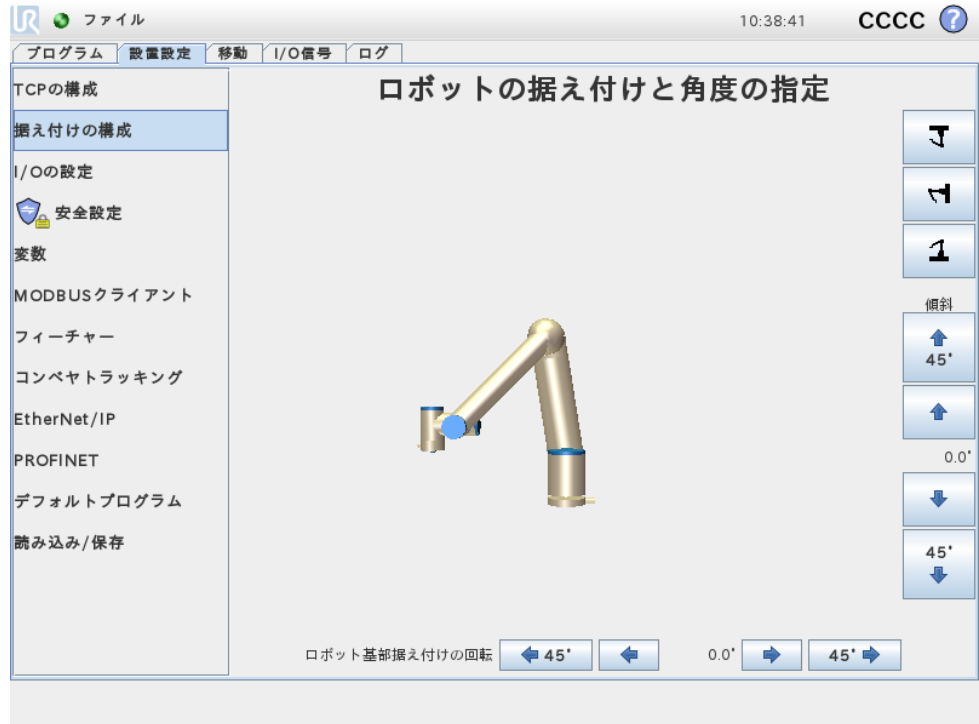 UR ファイル 10:38:41 CCCC ?
プログラム 設置設定 移動 I/O信号 ログ
TCPの構成
据え付けの構成
I/Oの設定
安全設定
変数
MODBUSクライアント
フィーチャー
コンベヤトラッキング
EtherNet/IP
PROFINET
デフォルトプログラム
読み込み/保存
ロボットの据え付けと角度の指定
傾斜
45°
0.0°
45°
ロボット基部据え付けの回転 45° 0.0° 45°